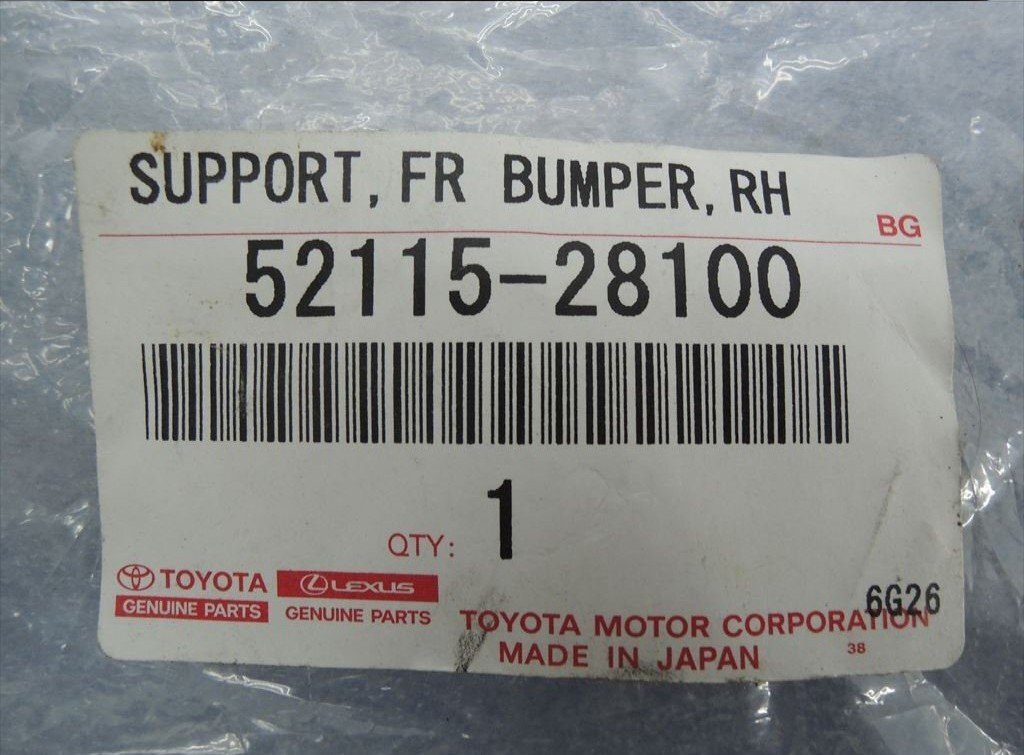 SUPPORT, FR BUMPER, RH
BG
52115-28100
1
QTY:
TOYOTA
GENUINE PARTS
LEXUS
GENUINE PARTS
6G26
TOYOTA MOTOR CORPORATION
MADE IN JAPAN
38